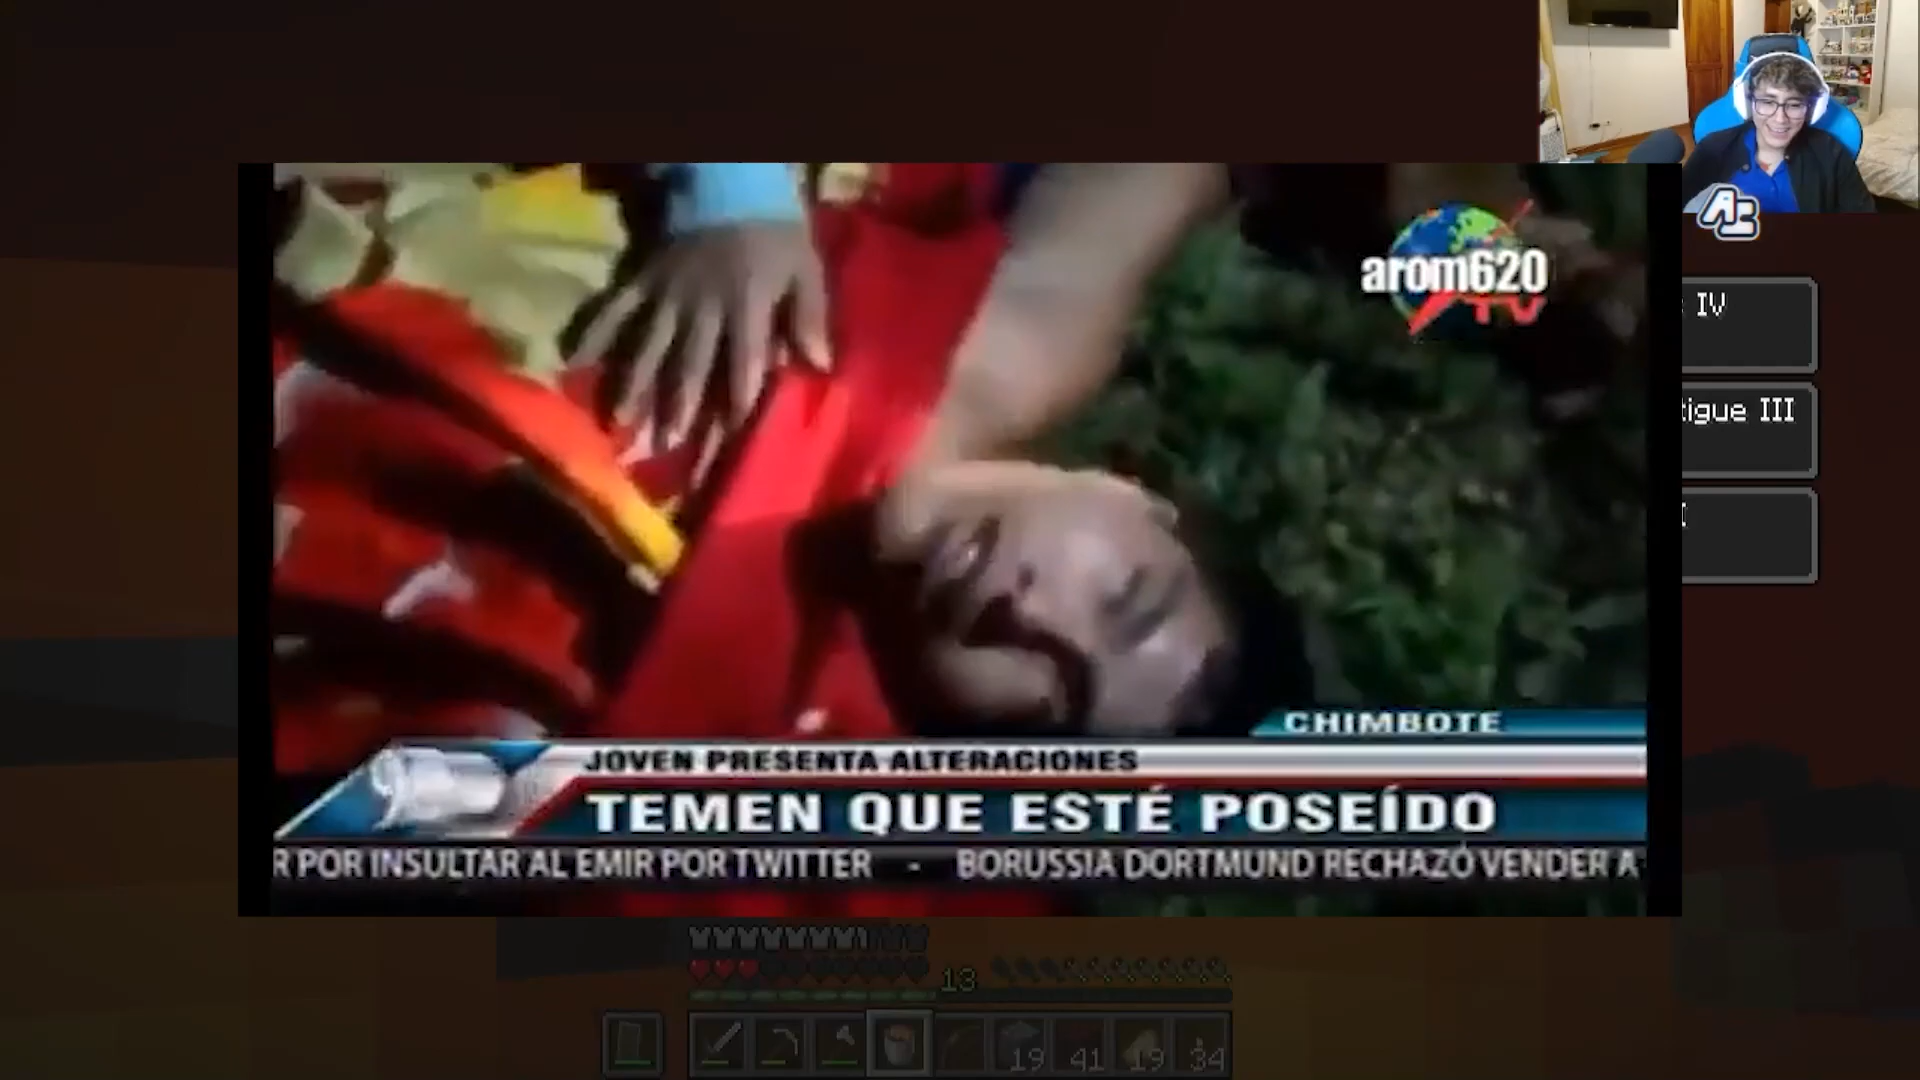 A3
arom620
TV
IV
tigue III
CHIMBOTE
JOVEN PRESENTA ALTERACIONES
TEMEN QUE ESTÉ POSEÍDO
R POR INSULTAR AL EMIR POR TWITTER - BORUSSIA DORTMUND RECHAZÓ VENDER A
13
19 41 19 34